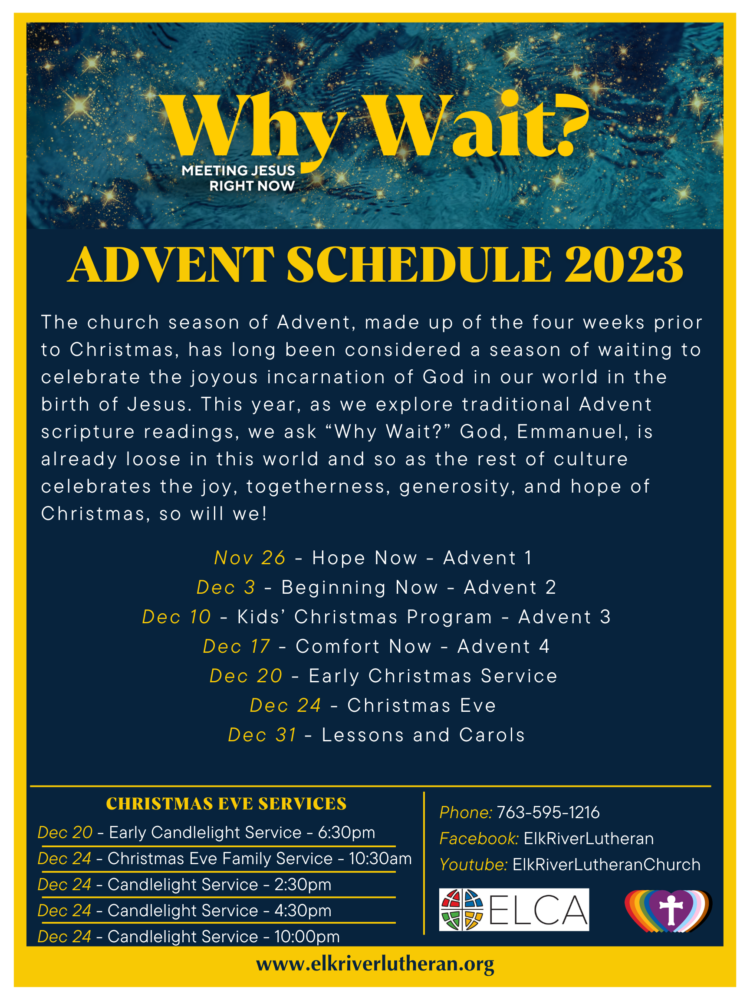 Why Wait?
MEETING JESUS
RIGHT NOW
ADVENT SCHEDULE 2023
The church season of Advent, made up of the four weeks prior
to Christmas, has long been considered a season of waiting to
celebrate the joyous incarnation of God in our world in the
birth of Jesus. This year, as we explore traditional Advent
scripture readings, we ask “Why Wait?” God, Emmanuel, is
already loose in this world and so as the rest of culture
celebrates the joy, togetherness, generosity, and hope of
Christmas, so will we!
Nov 26 - Hope Now - Advent 1
Dec 3 - Beginning Now - Advent 2
Dec 10 - Kids’ Christmas Program - Advent 3
Dec 17 - Comfort Now - Advent 4
Dec 20 - Early Christmas Service
Dec 24 - Christmas Eve
Dec 31 - Lessons and Carols
CHRISTMAS EVE SERVICES
Dec 20 - Early Candlelight Service - 6:30pm
Dec 24 - Christmas Eve Family Service - 10:30am
Dec 24 - Candlelight Service - 2:30pm
Dec 24 - Candlelight Service - 4:30pm
Dec 24 - Candlelight Service - 10:00pm
Phone: 763-595-1216
Facebook: ElkRiverLutheran
Youtube: ElkRiverLutheranChurch
ELCA
www.elkriverlutheran.org